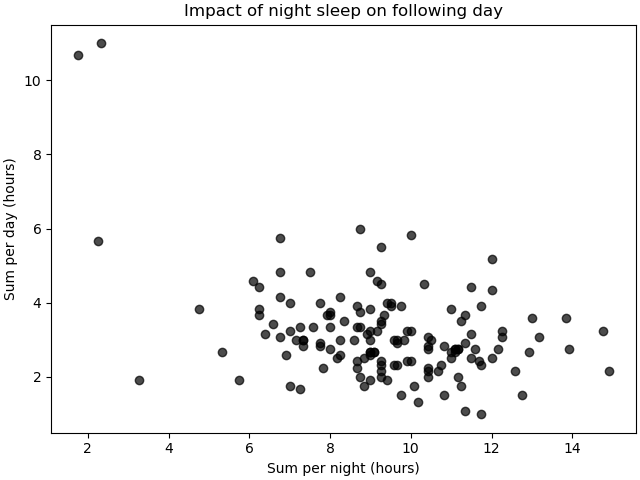 Impact of night sleep on following day
10
8
6
4
2
Sum per day (hours)
2 4 6 8 10 12 14
Sum per night (hours)